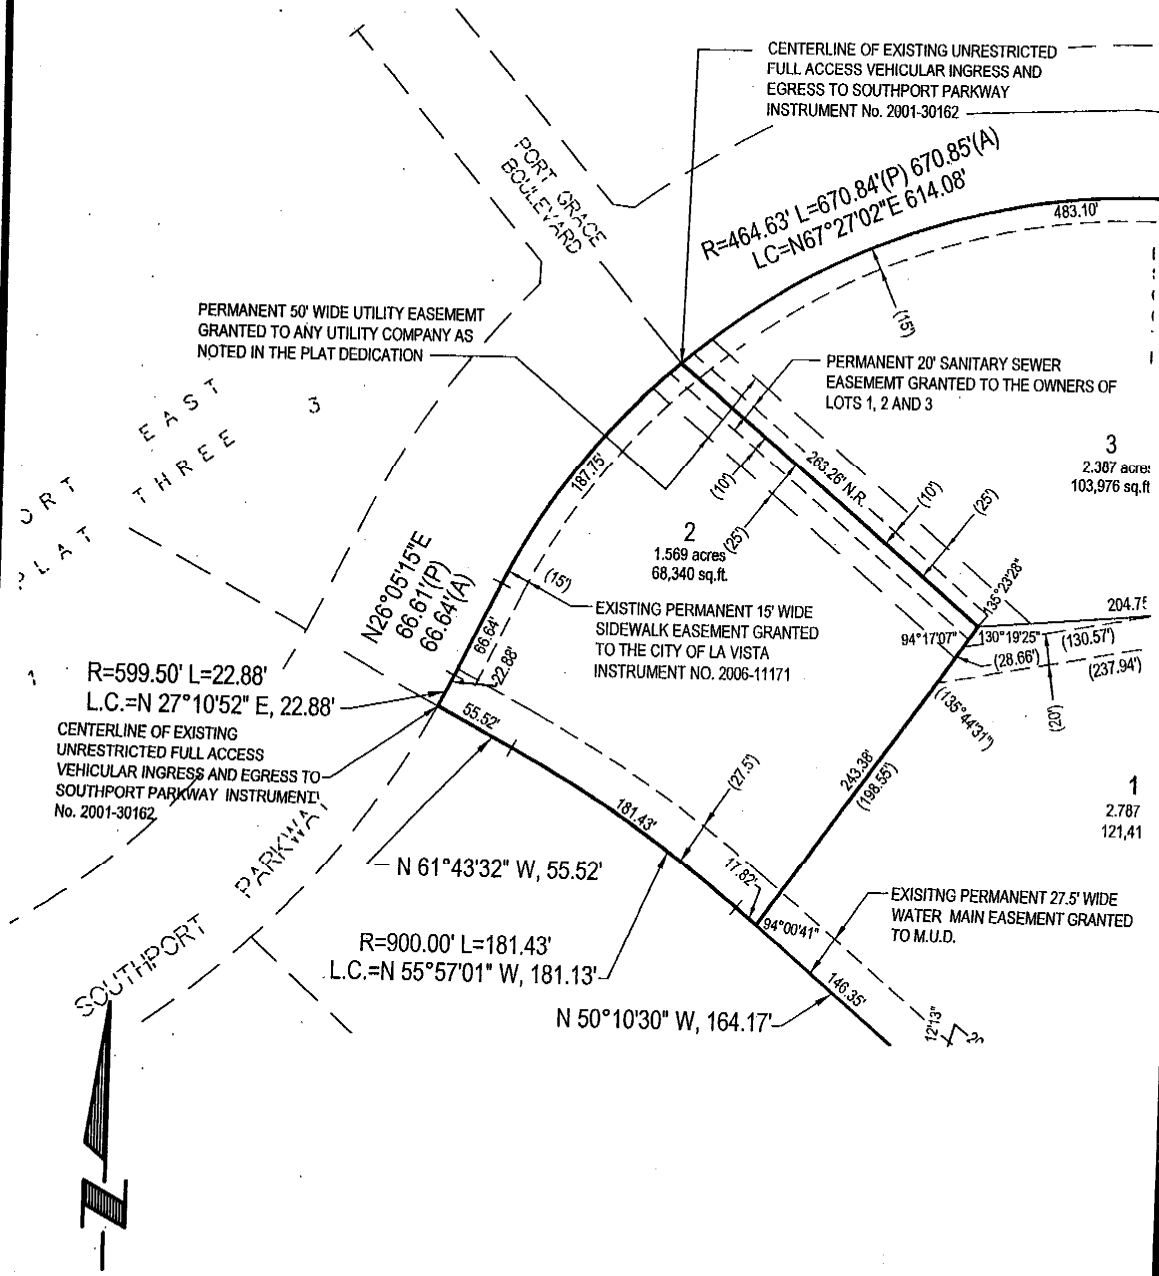 CENTERLINE OF EXISTING UNRESTRICTED
FULL ACCESS VEHICULAR INGRESS AND
EGRESS TO SOUTHPORT PARKWAY
INSTRUMENT No. 2001-30162
PORT GRACE
BOULEVARD
R=464.63' L=670.84'(P) 670.85'(A)
LC=N67°27'02"E 614.08'
483.10'
(15')
PERMANENT 50' WIDE UTILITY EASEMEMT
GRANTED TO ANY UTILITY COMPANY AS
NOTED IN THE PLAT DEDICATION
PERMANENT 20' SANITARY SEWER
EASEMEMT GRANTED TO THE OWNERS OF
LOTS 1, 2 AND 3
ORT EAST
PLAT THREE
3
3
2.387 acres
103,976 sq.ft
187.75'
263.26' N.R.
(10')
(25')
(10')
(25')
2
1.569 acres
68,340 sq.ft.
N26°05'15"E
66.61'(P)
66.64'(A)
66.64'
22.88'
(15')
EXISTING PERMANENT 15' WIDE
SIDEWALK EASEMENT GRANTED
TO THE CITY OF LA VISTA
INSTRUMENT NO. 2006-11171
135°23'28"
204.75
94°17'07"
130°19'25"
(130.57')
(28.66')
(237.94')
(135°44'31")
(20')
1
R=599.50' L=22.88'
L.C.=N 27°10'52" E, 22.88'
CENTERLINE OF EXISTING
UNRESTRICTED FULL ACCESS
VEHICULAR INGRESS AND EGRESS TO
SOUTHPORT PARKWAY INSTRUMENT
No. 2001-30162
55.52'
181.43'
(27.5')
243.38'
(198.55')
1
2.787
121,41
N 61°43'32" W, 55.52'
17.82'
94°00'41"
EXISITNG PERMANENT 27.5' WIDE
WATER MAIN EASEMENT GRANTED
TO M.U.D.
SOUTHPORT PARKWAY
R=900.00' L=181.43'
L.C.=N 55°57'01" W, 181.13'
146.35'
N 50°10'30" W, 164.17'
12'13"
N